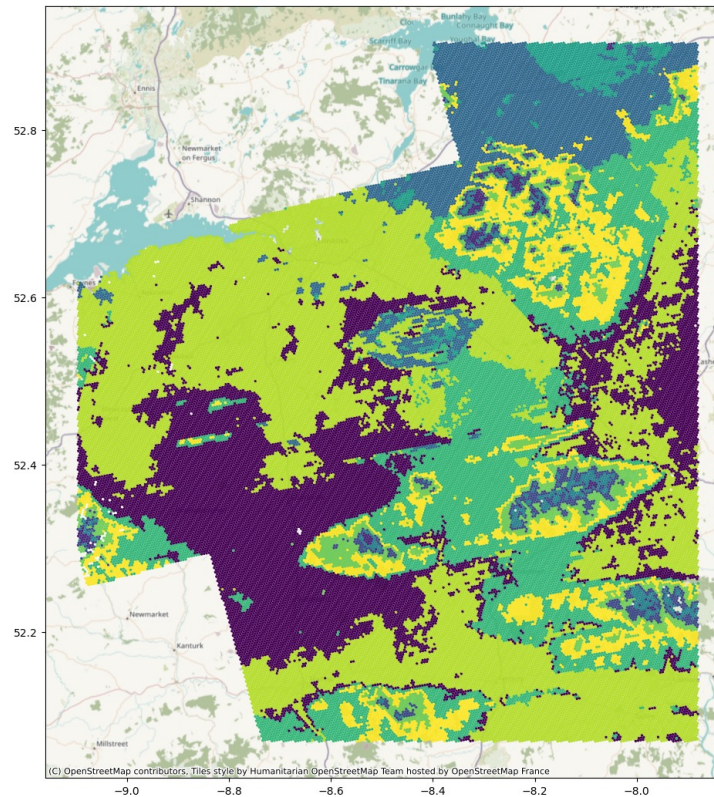 Bunlahy Bay
Connaught Bay
Youghal Bay
Scarriff Bay
Tinarana Bay
Ennis
Newmarket
on Fergus
Shannon
Newmarket
Kanturk
Millstreet
52.8
52.6
52.4
52.2
−9.0
−8.8
−8.6
−8.4
−8.2
−8.0
(C) OpenStreetMap contributors, Tiles style by Humanitarian OpenStreetMap Team hosted by OpenStreetMap France